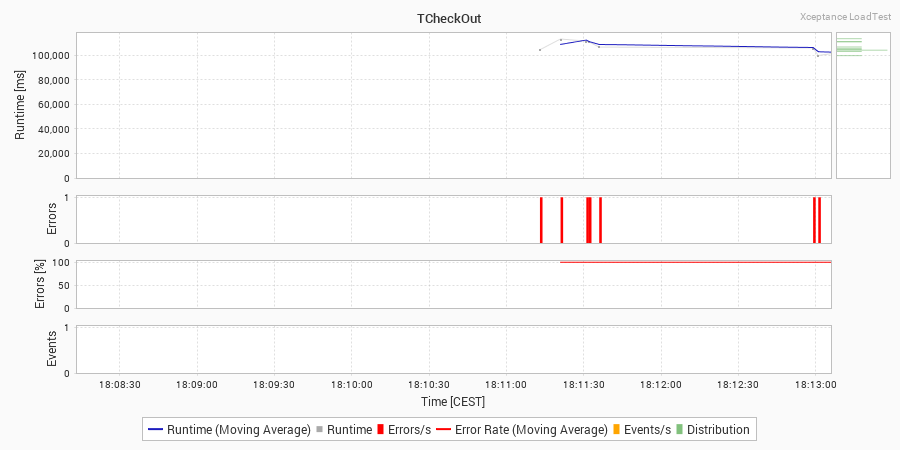 TCheckOut
Xceptance LoadTest
Runtime [ms]
100,000
80,000
60,000
40,000
20,000
0
Errors
1
0
Errors [%]
100
50
0
Events
1
0
18:08:30 18:09:00 18:09:30 18:10:00 18:10:30 18:11:00 18:11:30 18:12:00 18:12:30 18:13:00
Time [CEST]
Runtime (Moving Average) Runtime Errors/s Error Rate (Moving Average) Events/s Distribution